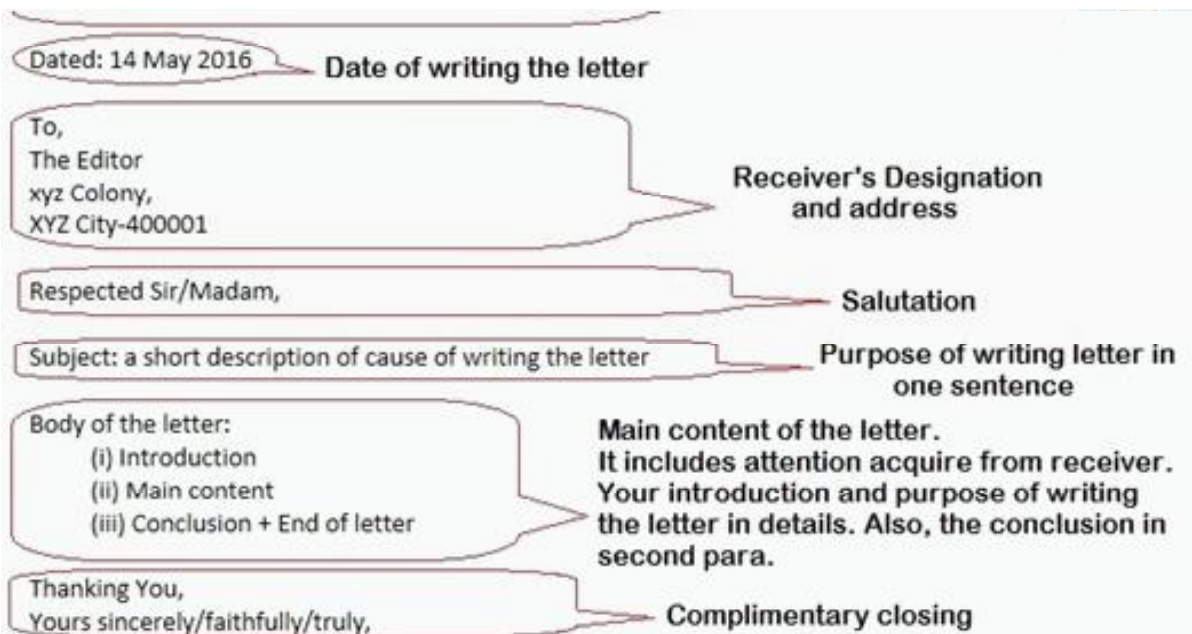 Dated: 14 May 2016
Date of writing the letter
To,
The Editor
xyz Colony,
XYZ City-400001
Receiver's Designation
and address
Respected Sir/Madam,
Salutation
Subject: a short description of cause of writing the letter
Purpose of writing letter in
one sentence
Body of the letter:
(i) Introduction
(ii) Main content
(iii) Conclusion + End of letter
Main content of the letter.
It includes attention acquire from receiver.
Your introduction and purpose of writing
the letter in details. Also, the conclusion in
second para.
Thanking You,
Yours sincerely/faithfully/truly,
Complimentary closing